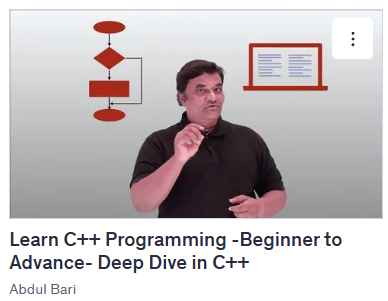 Learn C++ Programming -Beginner to
Advance- Deep Dive in C++
Abdul Bari